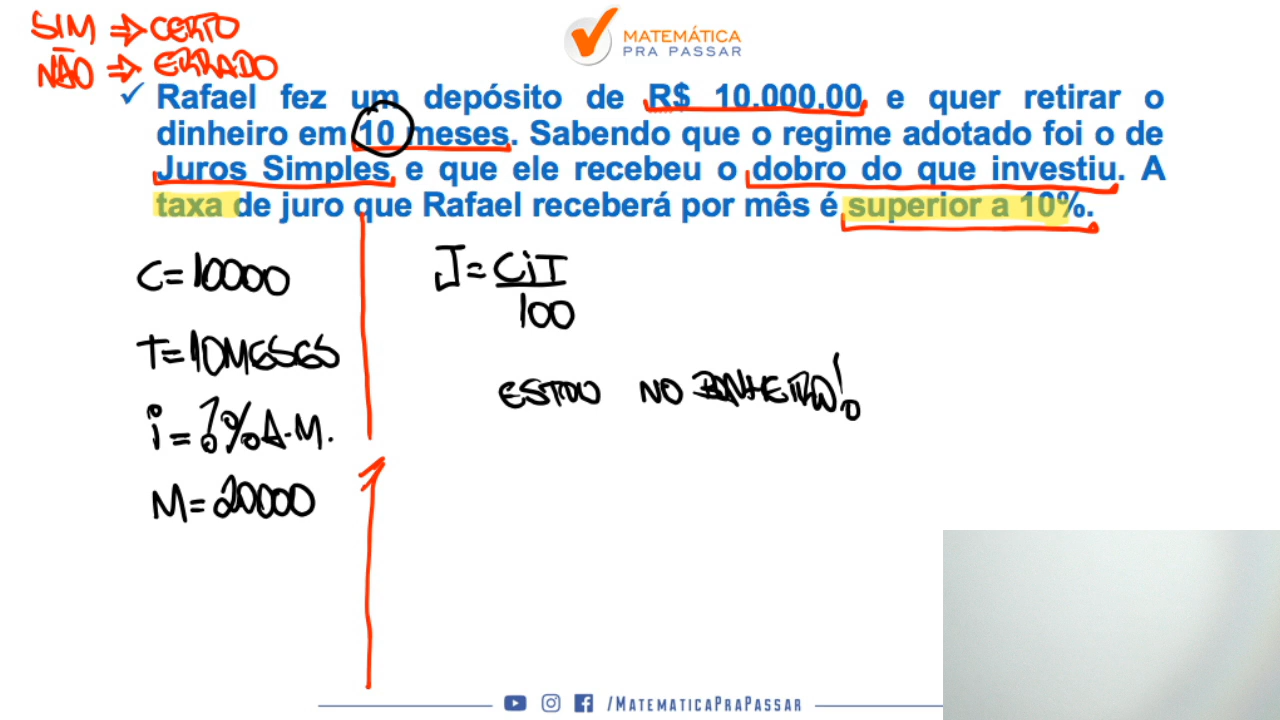 SIM => CERTO
NÃO => ERRADO
MATEMÁTICA
PRA PASSAR
✓ Rafael fez um depósito de R$ 10.000,00 e quer retirar o
dinheiro em 10 meses. Sabendo que o regime adotado foi o de
Juros Simples e que ele recebeu o dobro do que investiu. A
taxa de juro que Rafael receberá por mês é superior a 10%.
C=10000
T=10MESES
i=?%A.M.
M=20000
J=CiT
100
ESTOU NO BANHEIRO!
/MATEMATICAPRAPASSAR